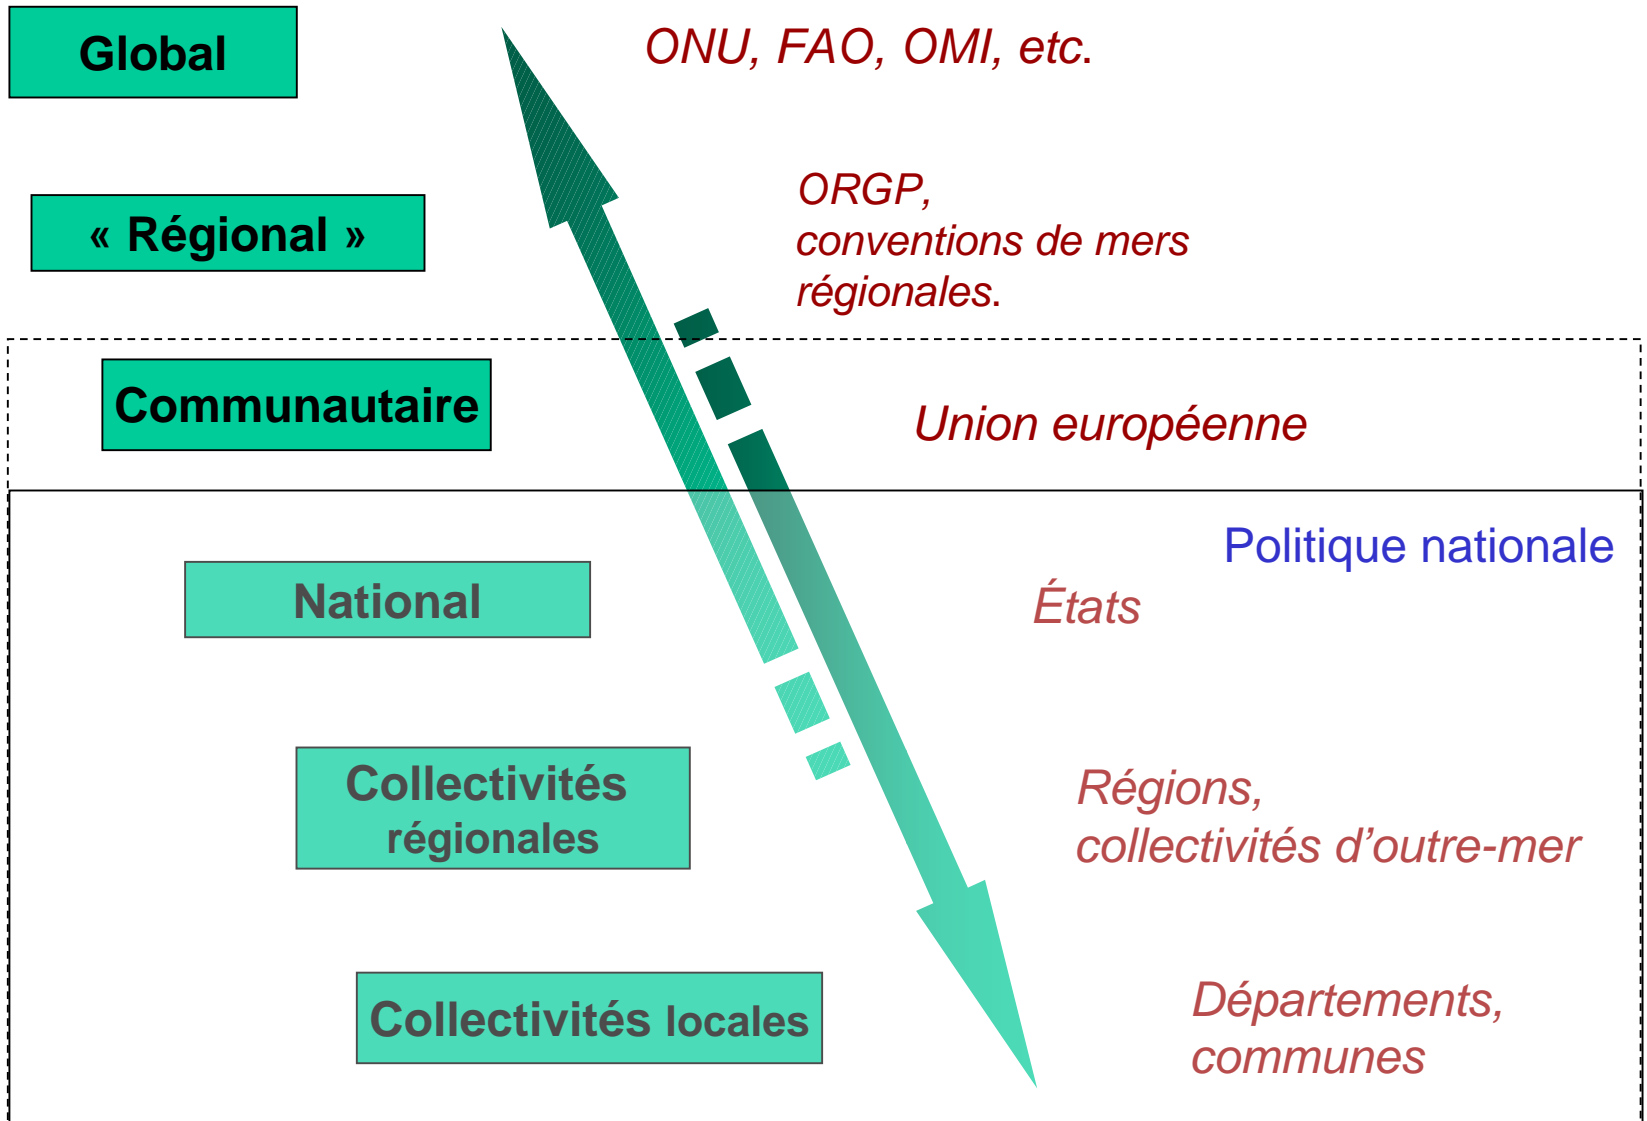 Global
ONU, FAO, OMI, etc.
« Régional »
ORGP,
conventions de mers
régionales.
Communautaire
Union européenne
Politique nationale
National
États
Collectivités
régionales
Régions,
collectivités d’outre-mer
Collectivités locales
Départements,
communes